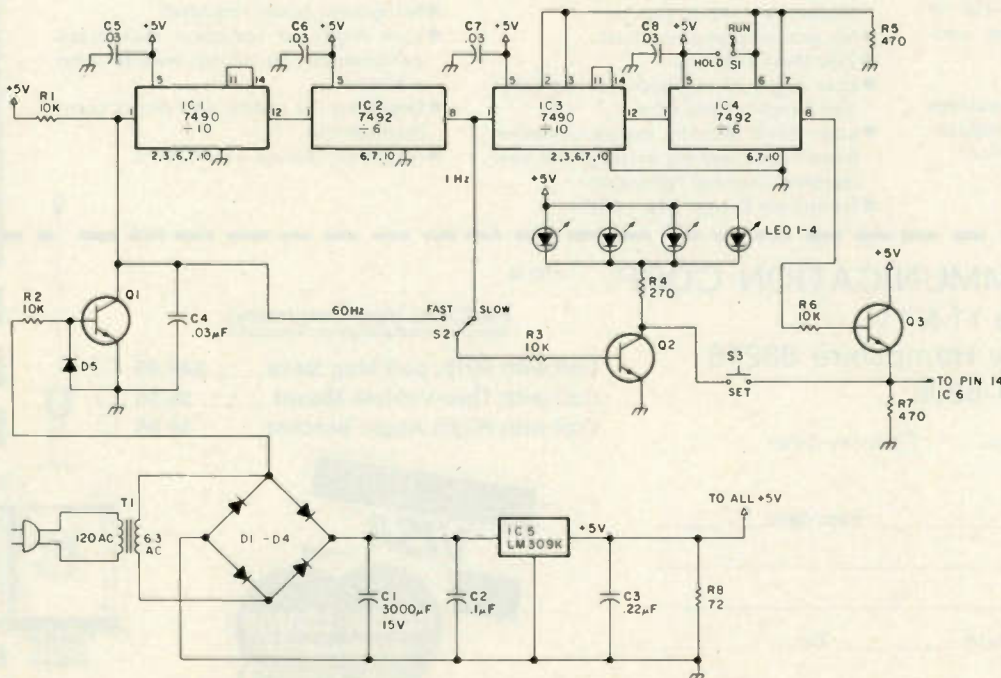 C5
.03
+5V
C6
.03
+5V
C7
.03
C8
.03
+5V
RUN
HOLD S1
R5
470
+5V
R1
10K
5
11
14
1
IC1
7490
÷10
12
2,3,6,7,10
5
1
IC2
7492
÷6
8
6,7,10
5
2
3
11
14
1
IC3
7490
÷10
12
2,3,6,7,10
5
6
7
1
IC4
7492
÷6
8
6,7,10
1 Hz
+5V
LED 1-4
R2
10K
Q1
D5
C4
.03µF
60Hz
FAST
SLOW
S2
R3
10K
R4
270
Q2
S3
SET
R6
10K
+5V
Q3
TO PIN 14
IC 6
R7
470
T1
120AC
6.3
AC
D1 -D4
C1
3000µF
15V
C2
.1µF
IC5
LM309K
+5V
C3
.22µF
TO ALL +5V
R8
72